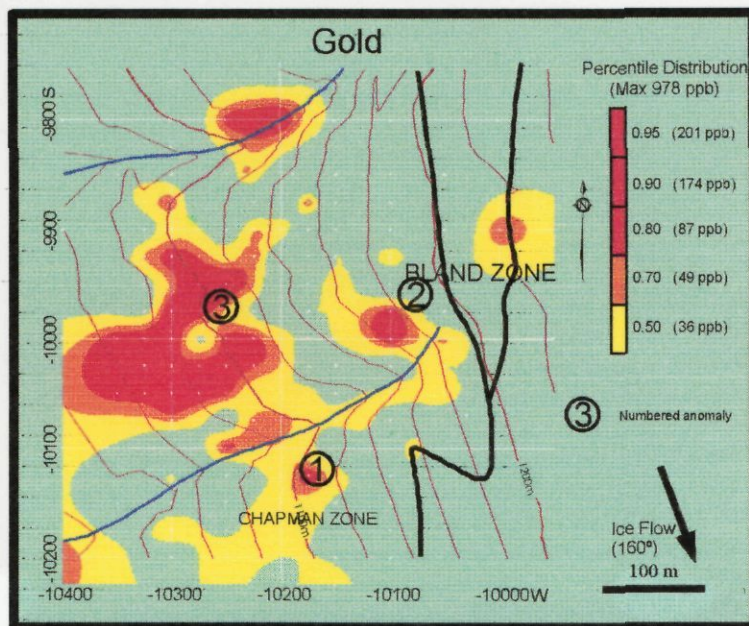 Gold
Percentile Distribution
(Max 978 ppb)
0.95 (201 ppb)
0.90 (174 ppb)
0.80 (87 ppb)
0.70 (49 ppb)
0.50 (36 ppb)
N
-9800 S
-9900
-10000
-10100
-10200
BLAND ZONE
2
3
1
CHAPMAN ZONE
1200m
3 Numbered anomaly
Ice Flow
(160°)
100 m
-10400 -10300 -10200 -10100 -10000W